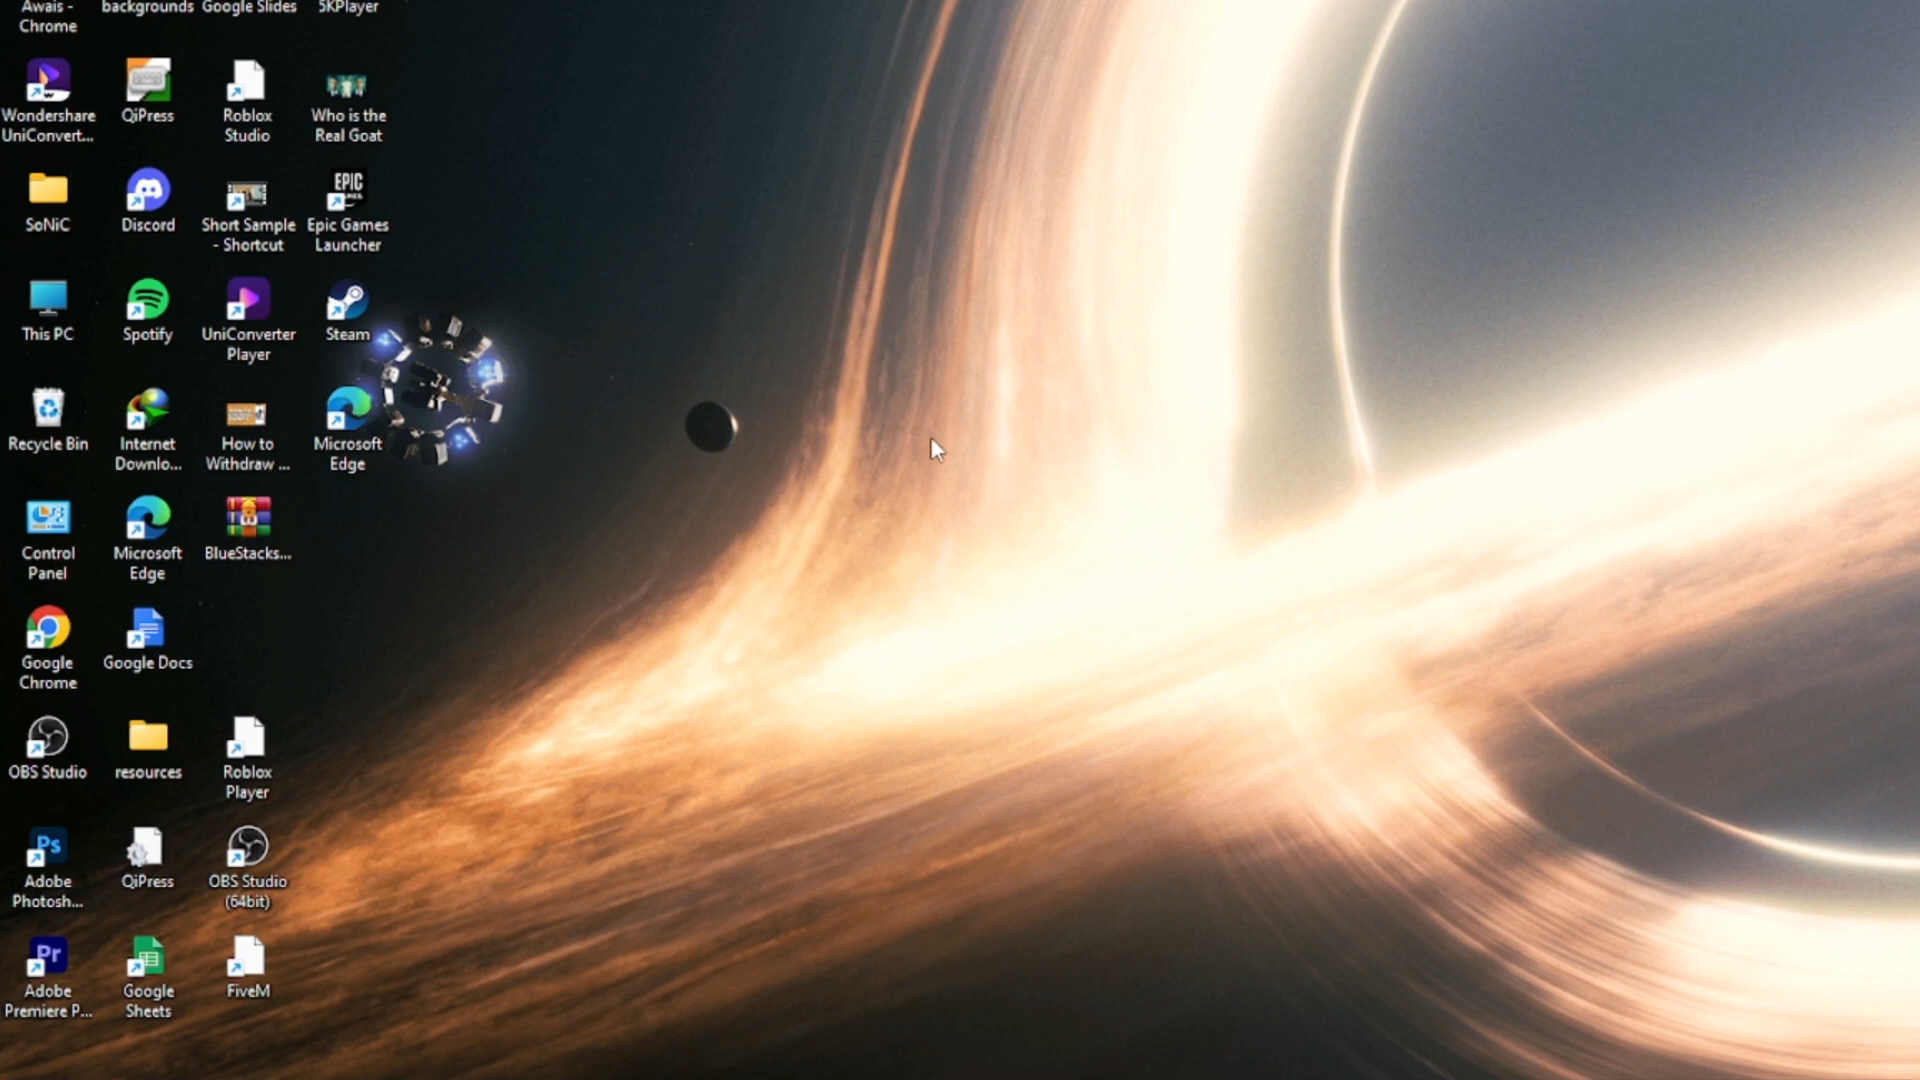 Awais -
Chrome
backgrounds
Google Slides
5KPlayer
Wondershare
UniConvert...
QiPress
Roblox
Studio
Who is the
Real Goat
SoNiC
Discord
Short Sample
- Shortcut
EPIC
Epic Games
Launcher
This PC
Spotify
UniConverter
Player
Steam
Recycle Bin
Internet
Downlo...
How to
Withdraw ...
Microsoft
Edge
Control
Panel
Microsoft
Edge
BlueStacks...
Google
Chrome
Google Docs
OBS Studio
resources
Roblox
Player
Ps
Adobe
Photosh...
QiPress
OBS Studio
(64bit)
Pr
Adobe
Premiere P...
Google
Sheets
FiveM